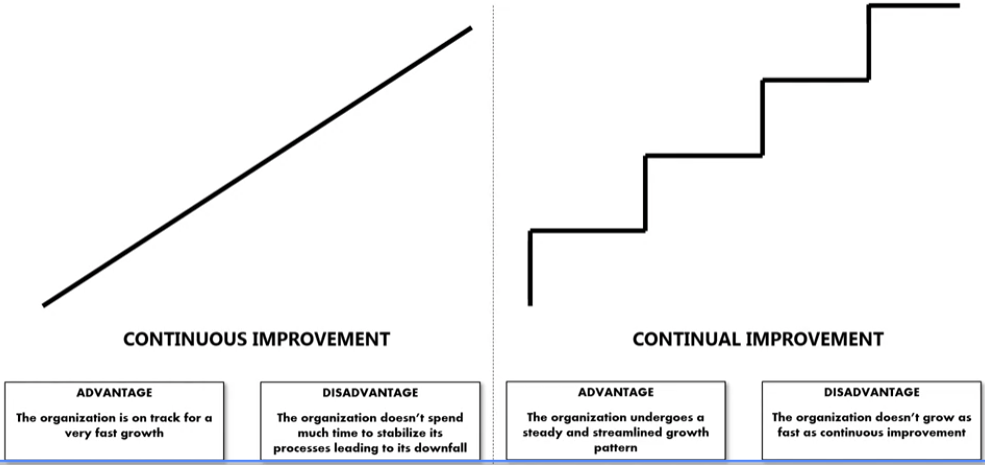 CONTINUOUS IMPROVEMENT
ADVANTAGE
The organization is on track for a
very fast growth
DISADVANTAGE
The organization doesn't spend
much time to stabilize its
processes leading to its downfall
CONTINUAL IMPROVEMENT
ADVANTAGE
The organization undergoes a
steady and streamlined growth
pattern
DISADVANTAGE
The organization doesn't grow as
fast as continuous improvement